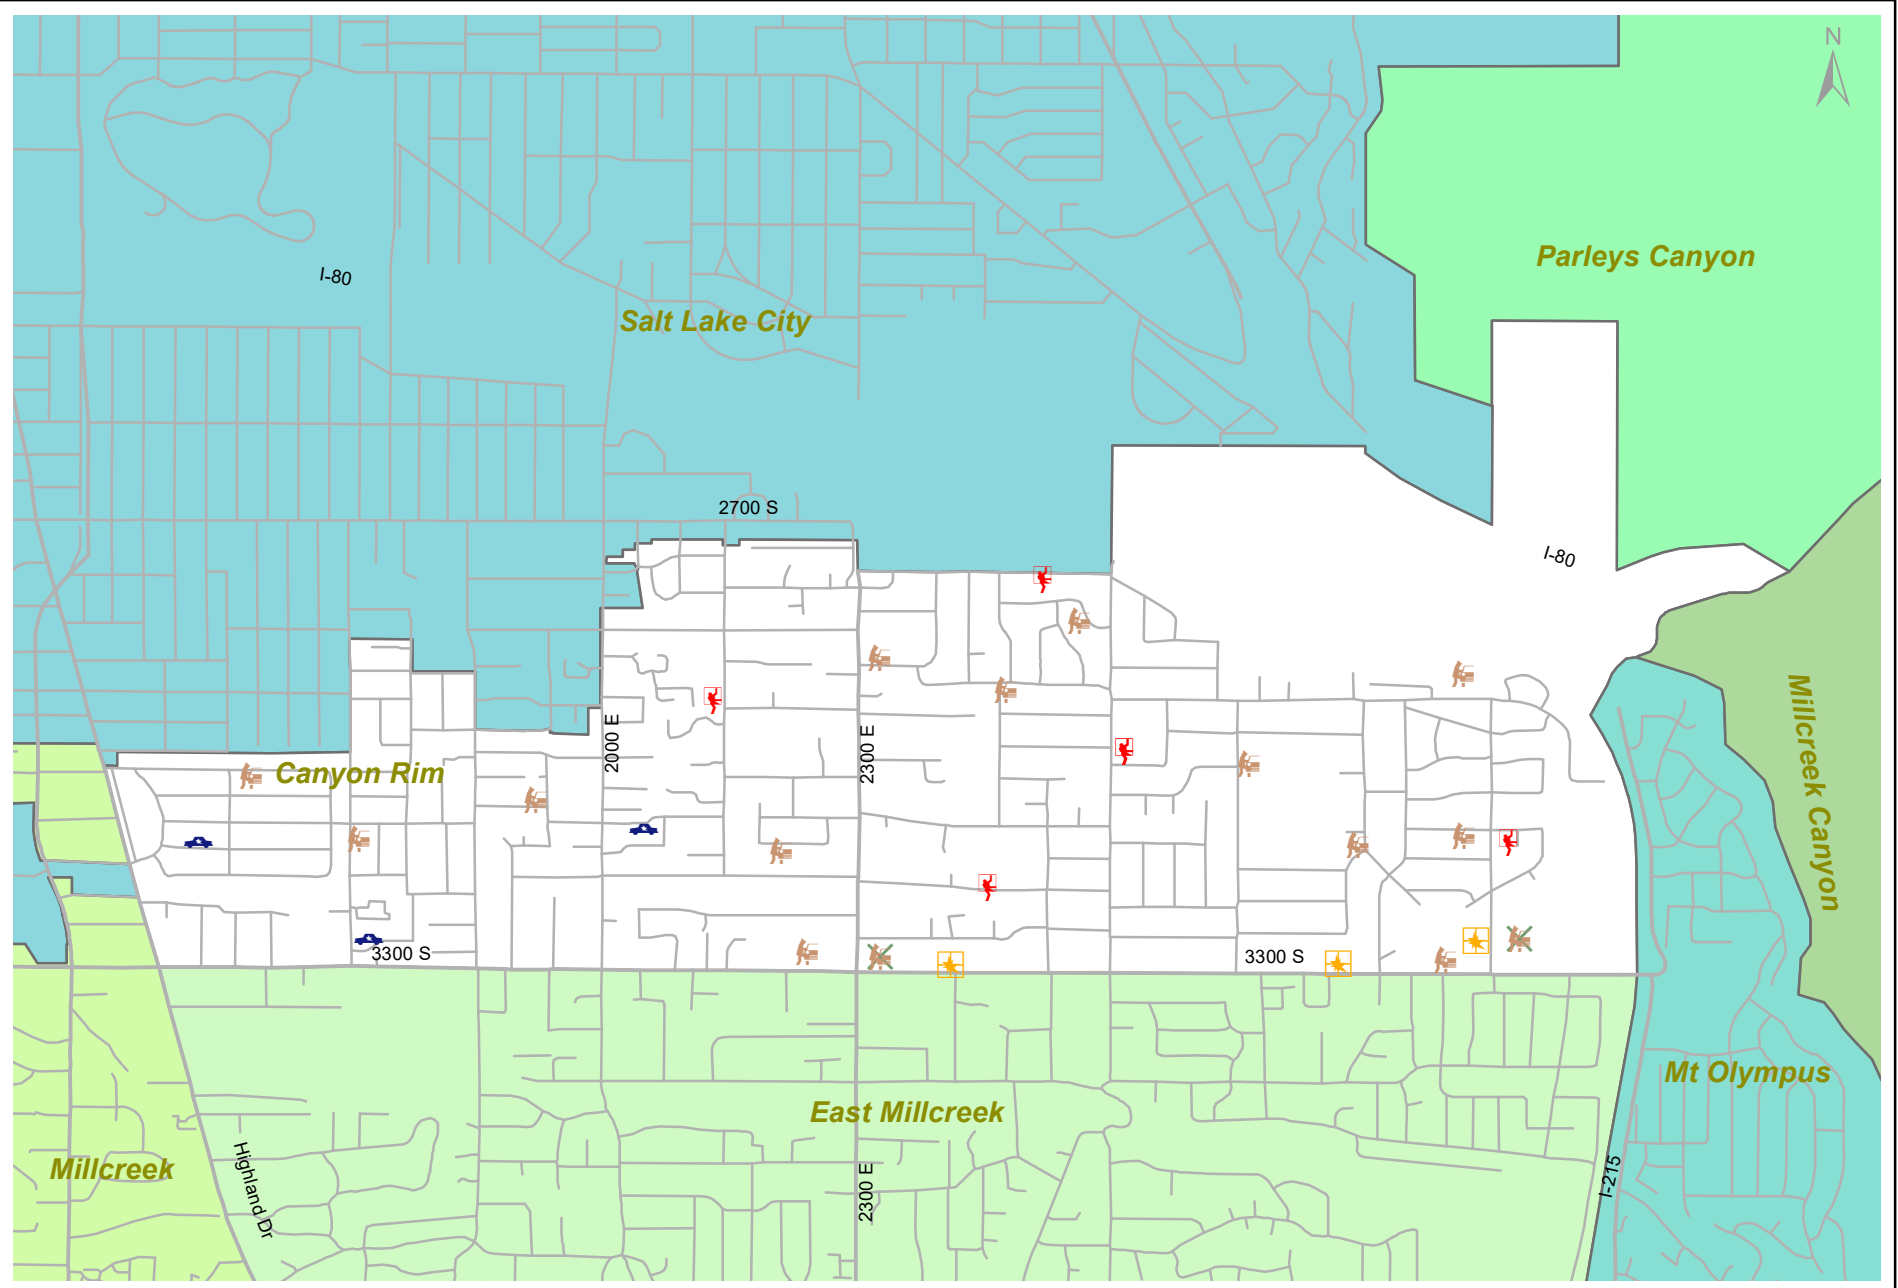 N
Parleys Canyon
I-80
Salt Lake City
2700 S
I-80
Canyon Rim
2000 E
2300 E
Millcreek Canyon
3300 S
3300 S
Mt Olympus
East Millcreek
Millcreek
Highland Dr
2300 E
I-215